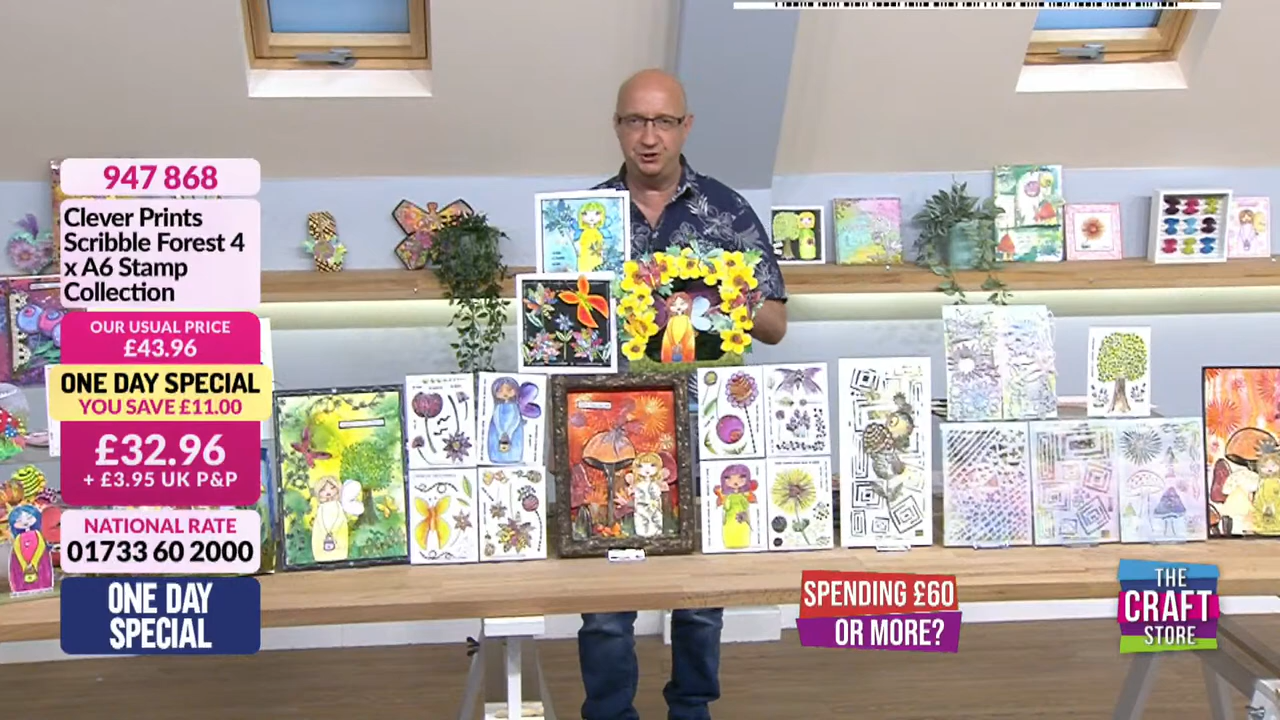 947 868
Clever Prints
Scribble Forest 4
x A6 Stamp
Collection
OUR USUAL PRICE
£43.96
ONE DAY SPECIAL
YOU SAVE £11.00
£32.96
+ £3.95 UK P&P
NATIONAL RATE
01733 60 2000
ONE DAY
SPECIAL
SPENDING £60
OR MORE?
THE
CRAFT
STORE